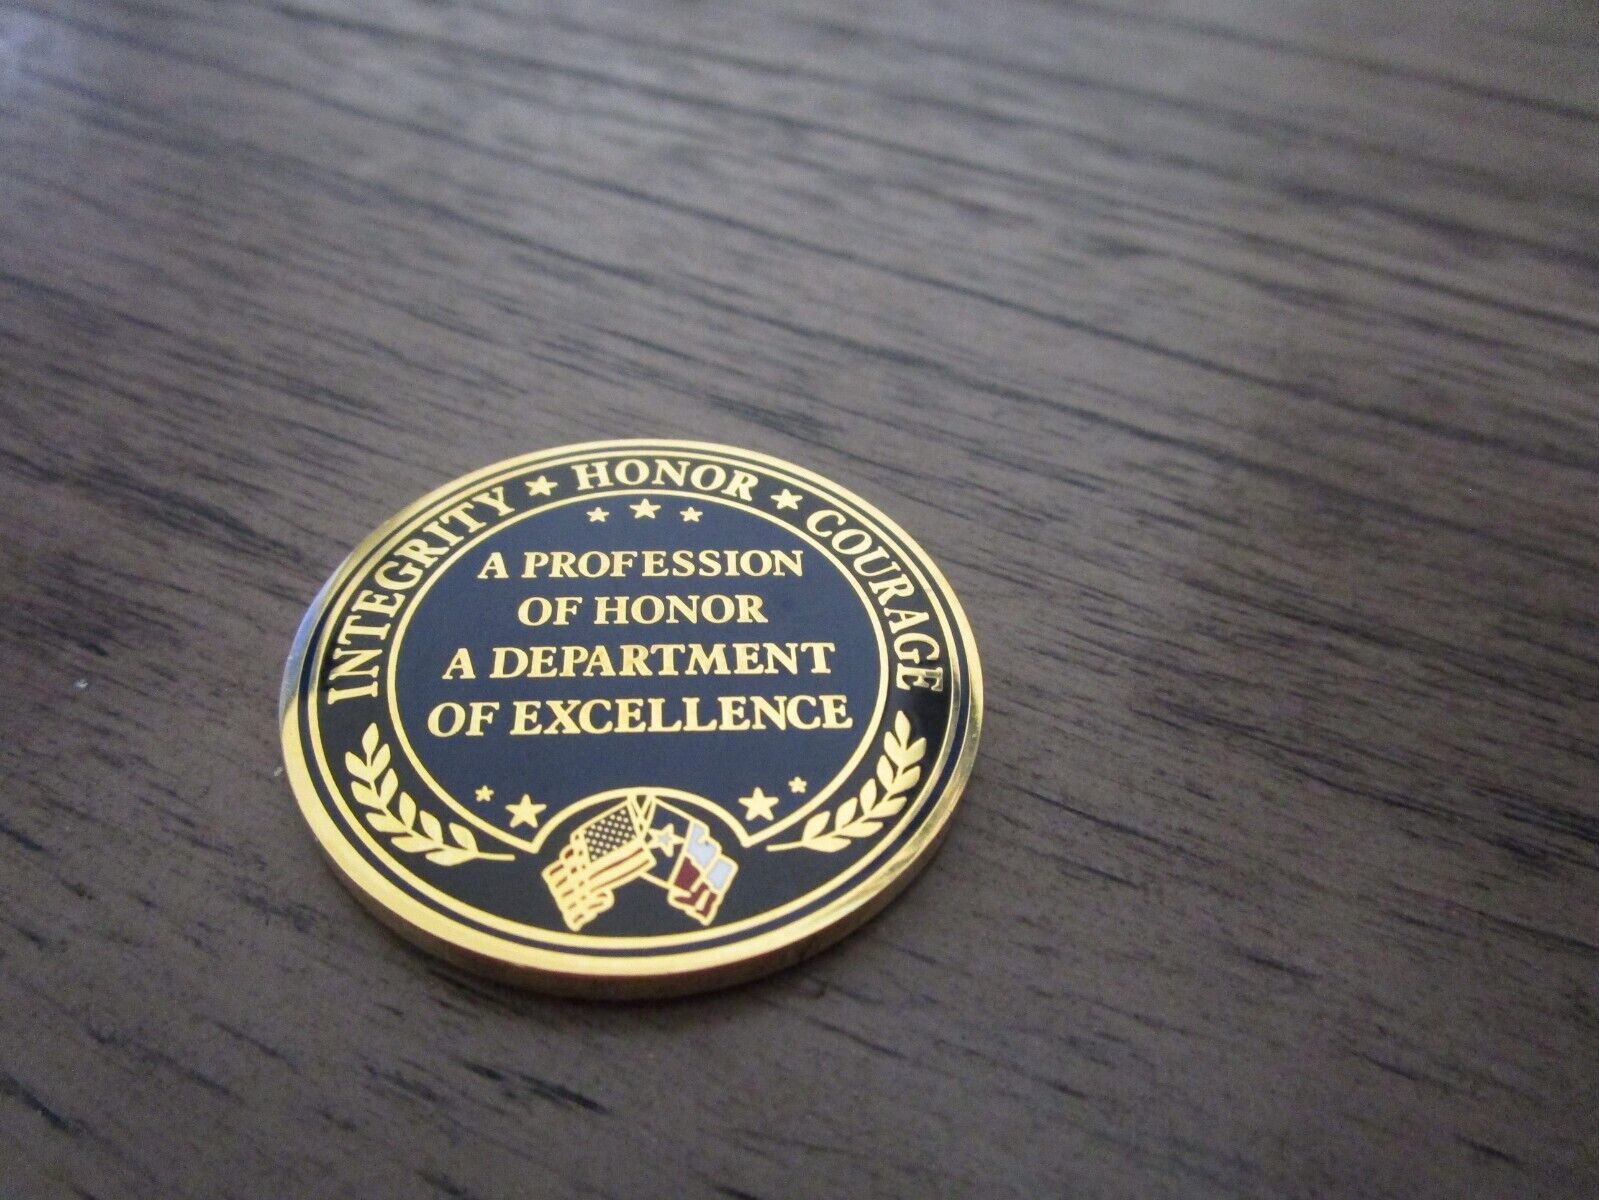 INTEGRITY ★ HONOR ★ COURAGE
A PROFESSION
OF HONOR
A DEPARTMENT
OF EXCELLENCE